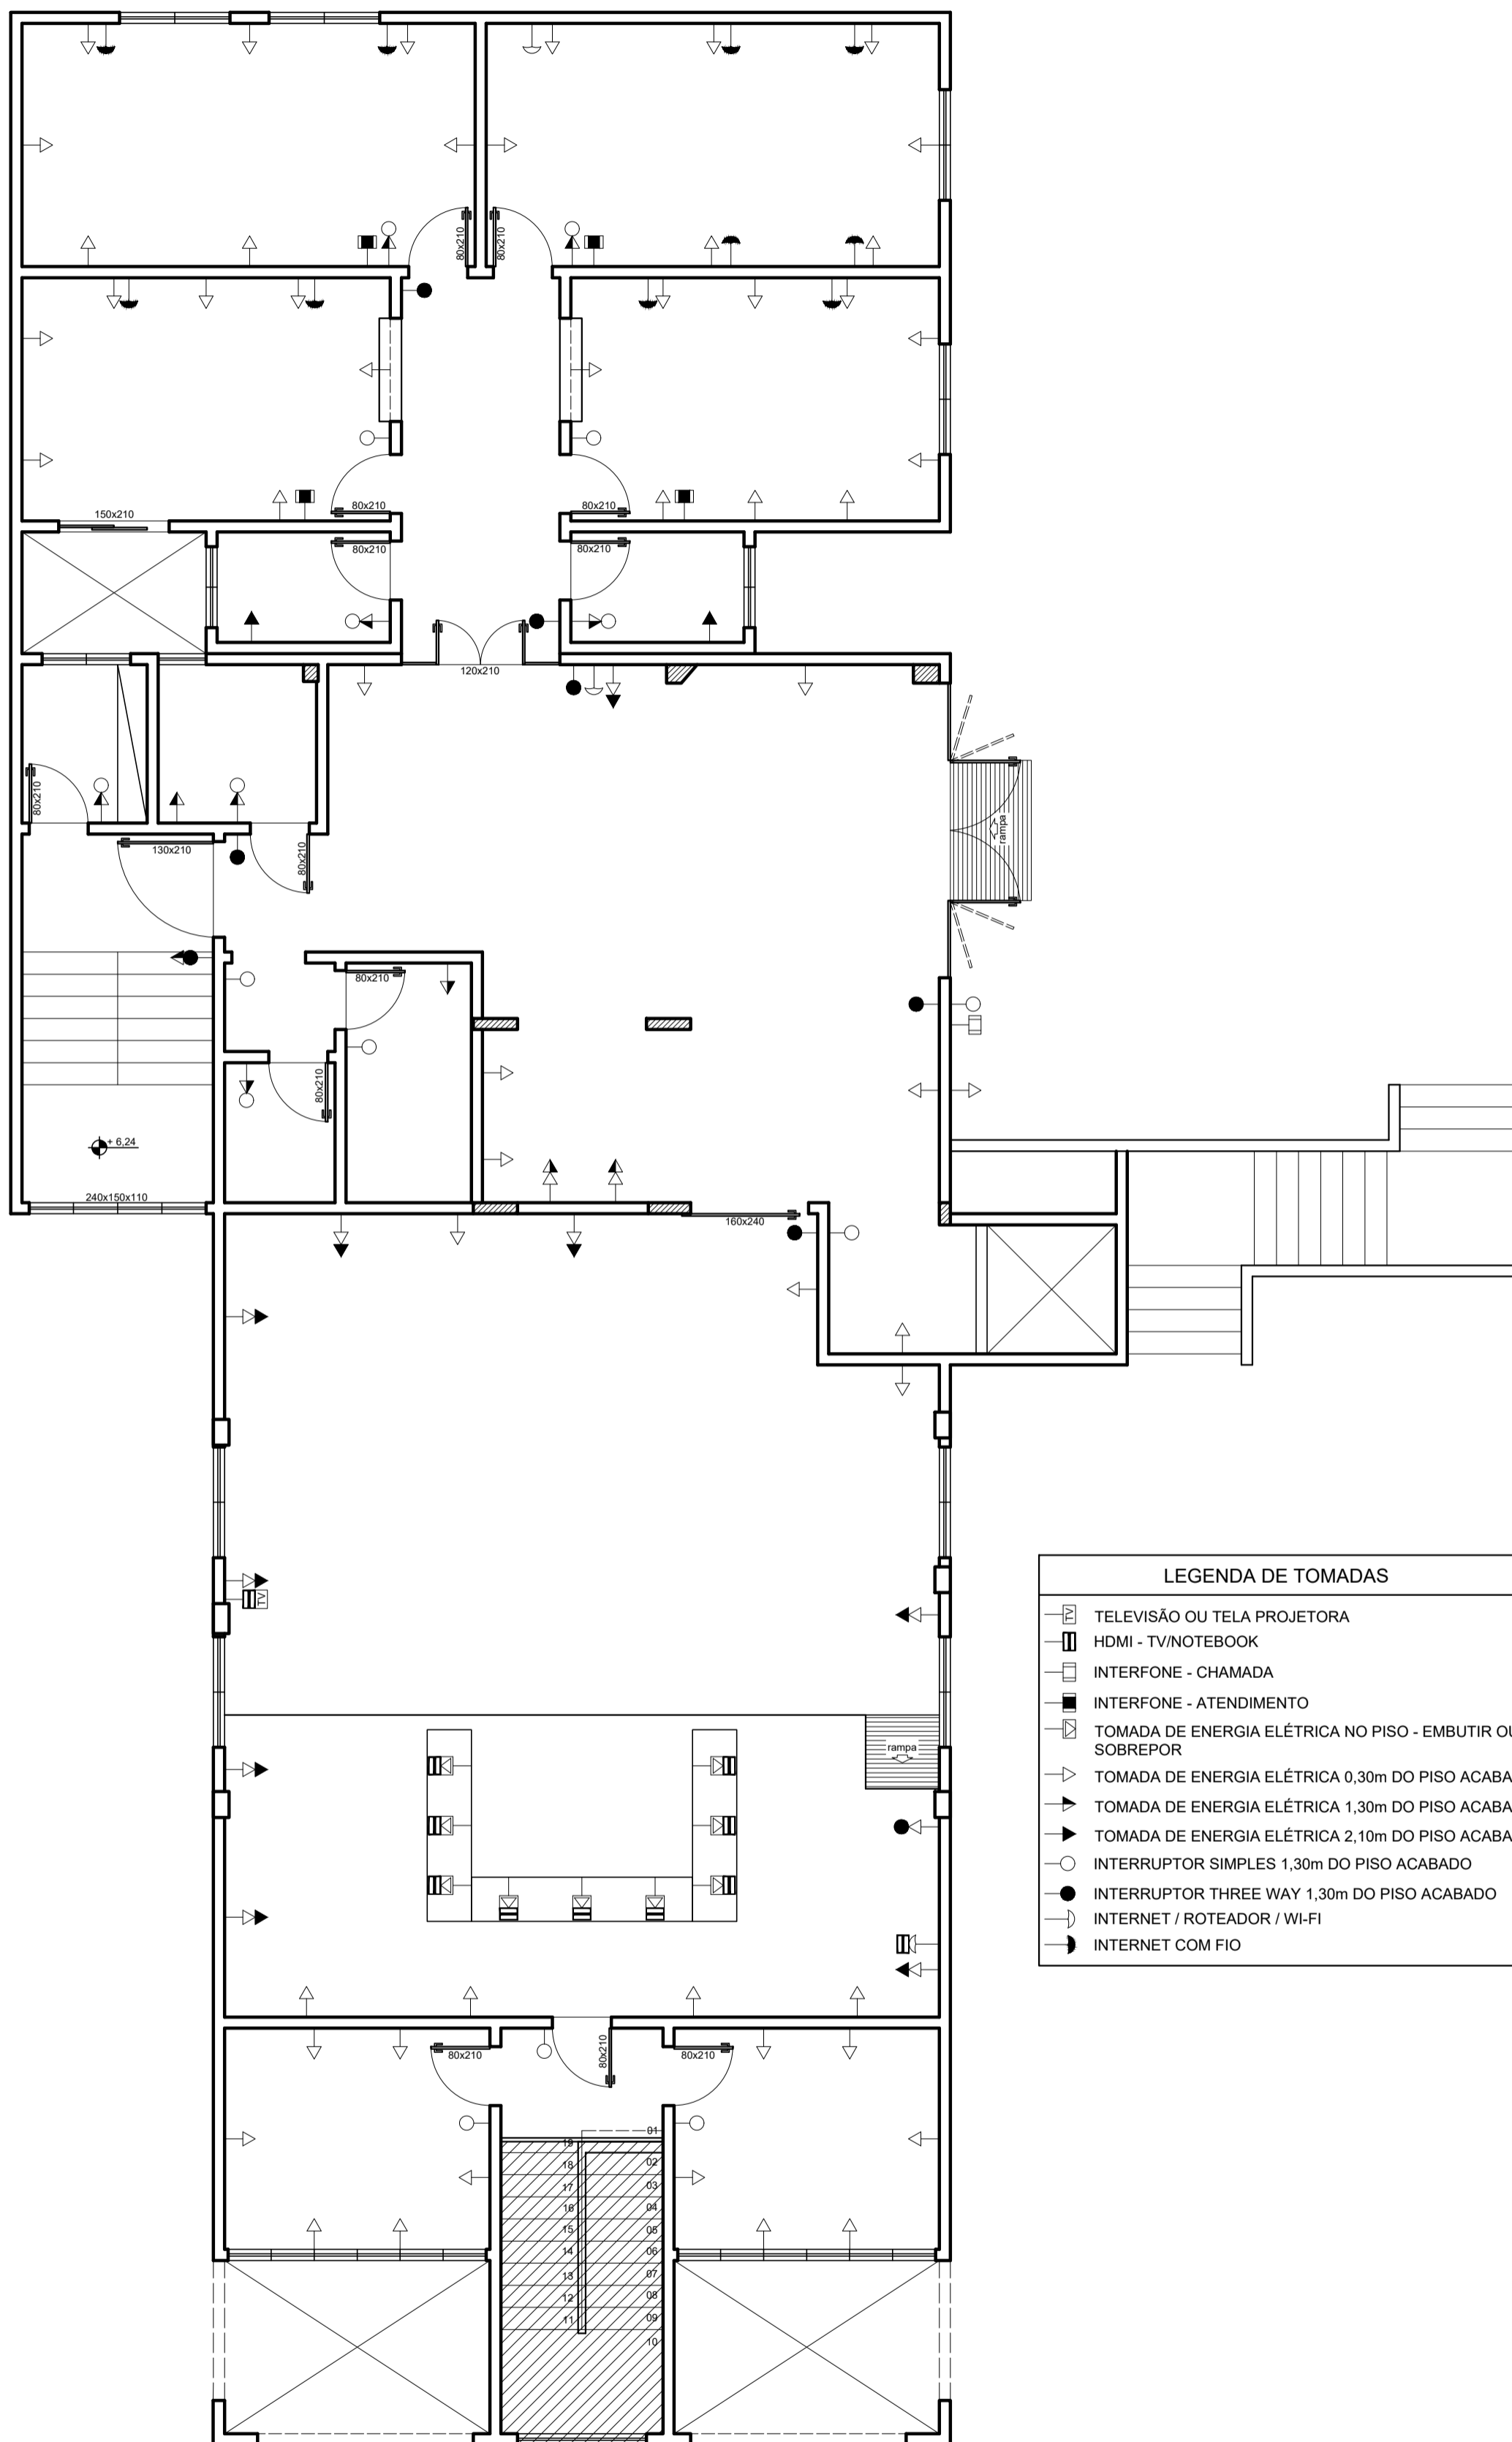 80x210
80x210
150x210
80x210
80x210
80x210
80x210
120x210
80x210
130x210
80x210
rampa
80x210
80x210
+ 6,24
240x150x110
160x240
TV
rampa
LEGENDA DE TOMADAS
TV TELEVISÃO OU TELA PROJETORA
HDMI - TV/NOTEBOOK
INTERFONE - CHAMADA
INTERFONE - ATENDIMENTO
TOMADA DE ENERGIA ELÉTRICA NO PISO - EMBUTIR OU
SOBREPOR
TOMADA DE ENERGIA ELÉTRICA 0,30m DO PISO ACABA
TOMADA DE ENERGIA ELÉTRICA 1,30m DO PISO ACABA
TOMADA DE ENERGIA ELÉTRICA 2,10m DO PISO ACABA
INTERRUPTOR SIMPLES 1,30m DO PISO ACABADO
INTERRUPTOR THREE WAY 1,30m DO PISO ACABADO
INTERNET / ROTEADOR / WI-FI
INTERNET COM FIO
80x210
80x210
80x210
01
19
02
18
03
17
04
16
05
15
06
14
07
13
08
12
09
11
10